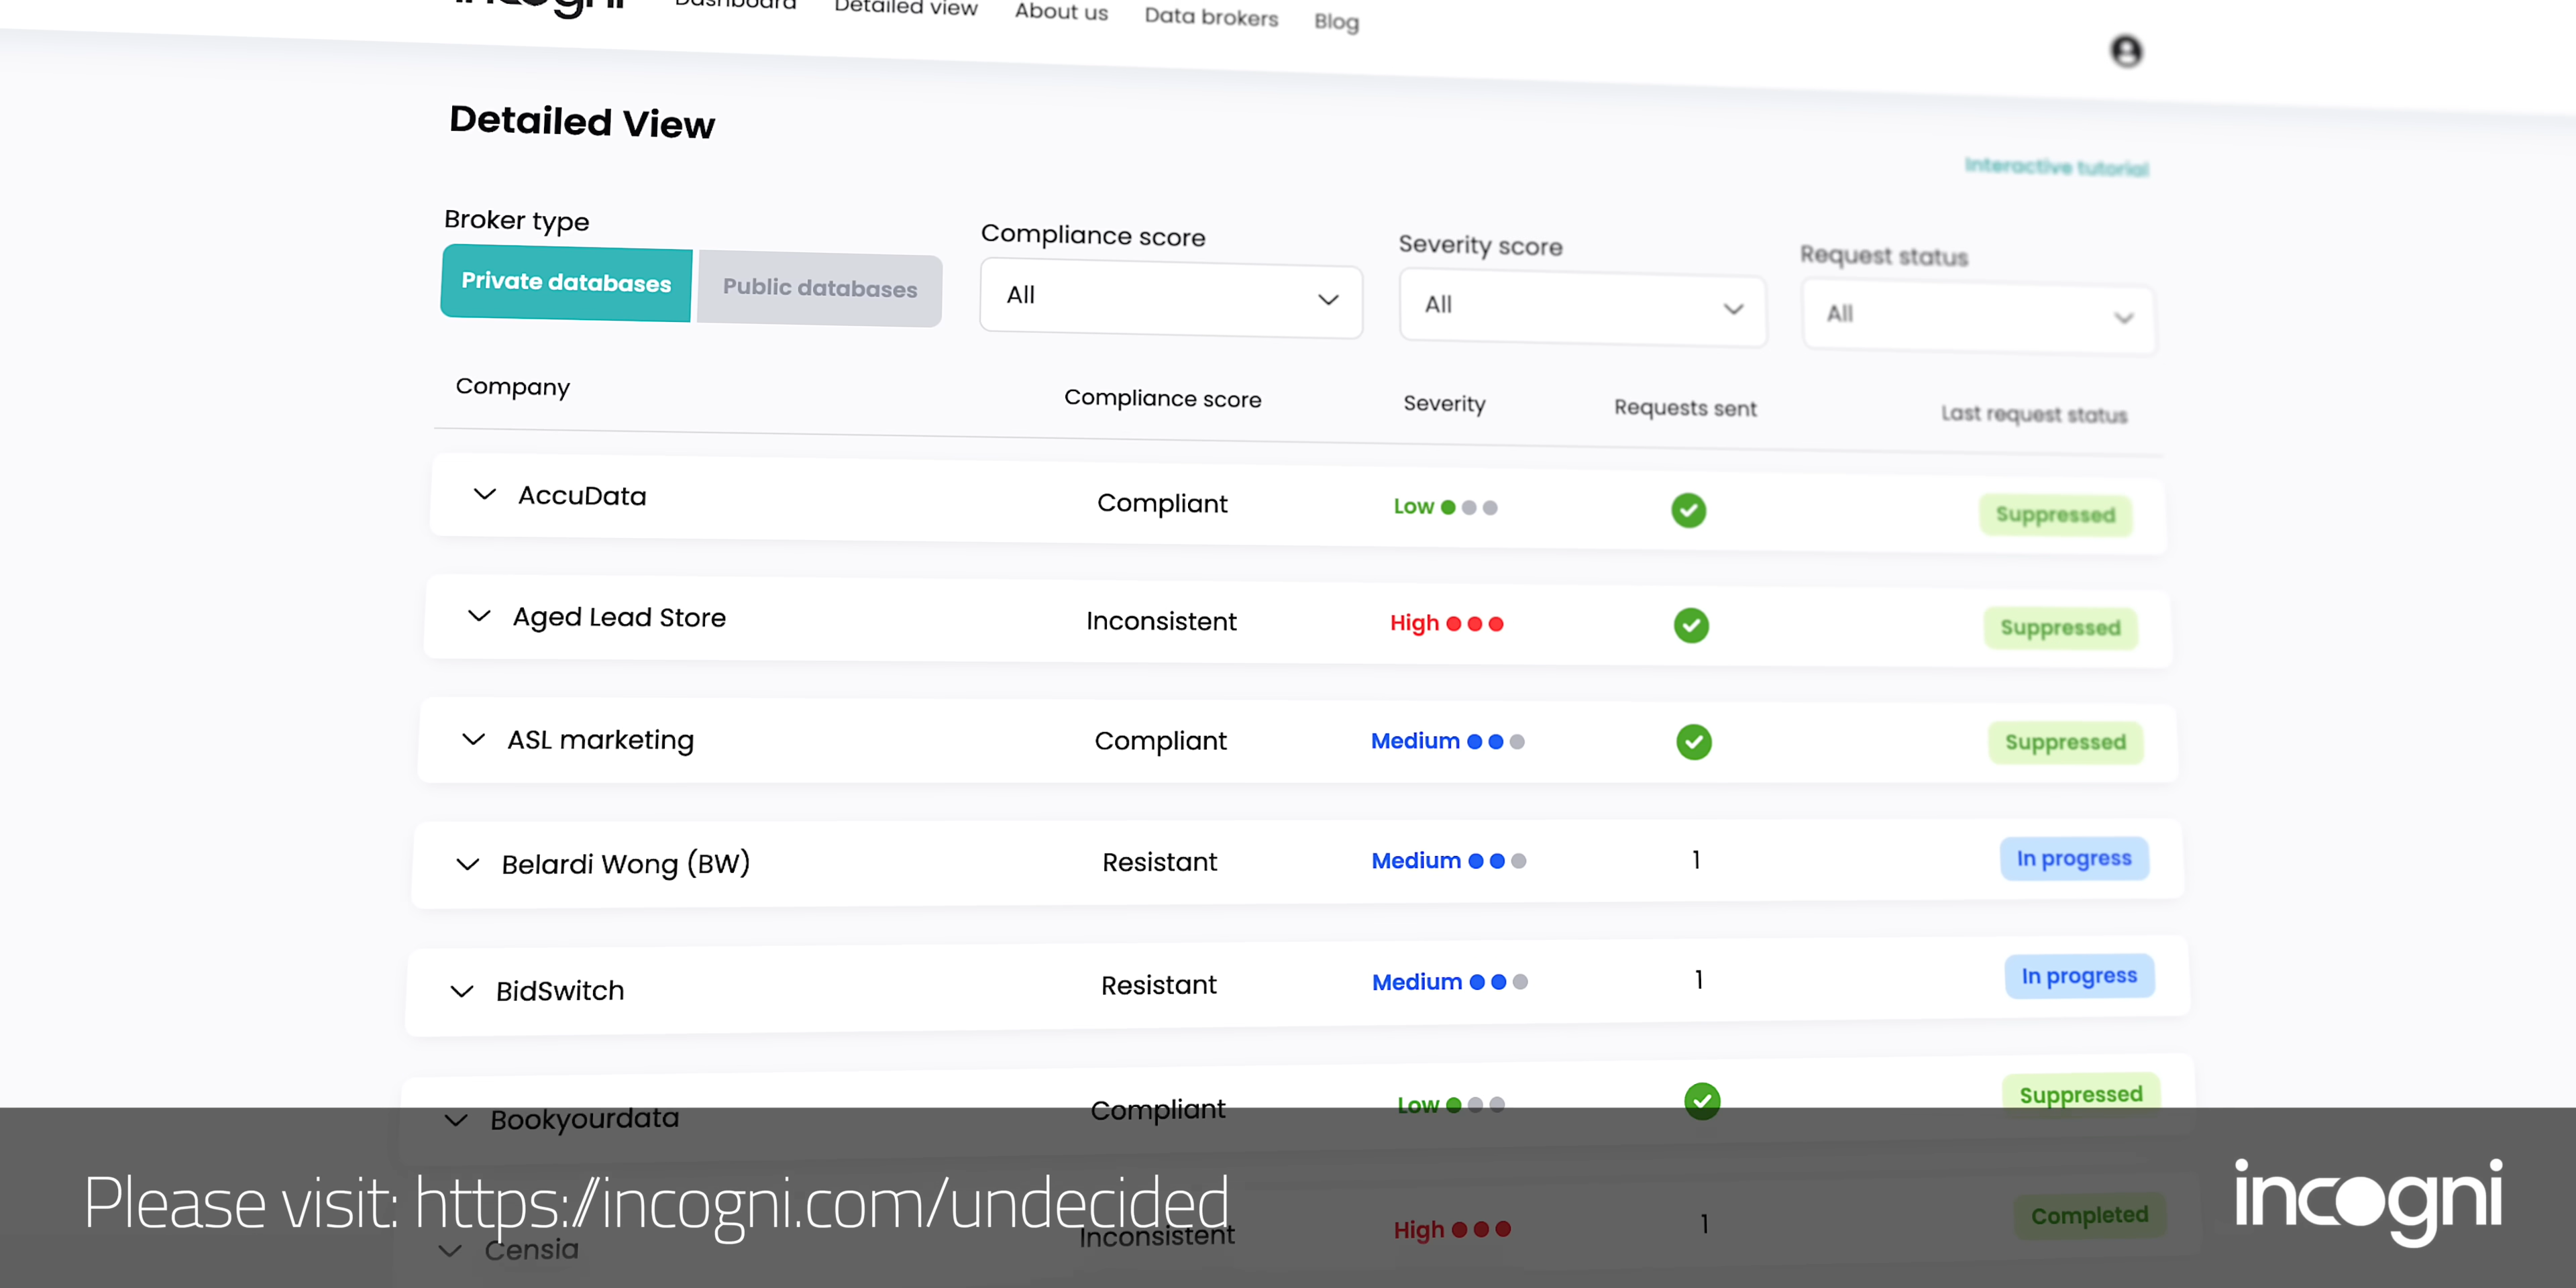 incogni Dashboard Detailed view About us Data brokers Blog
Detailed View
Interactive tutorial
Broker type Compliance score Severity score Request status
Private databases Public databases All All All
Company Compliance score Severity Requests sent Last request status
AccuData Compliant Low Suppressed
Aged Lead Store Inconsistent High Suppressed
ASL marketing Compliant Medium Suppressed
Belardi Wong (BW) Resistant Medium 1 In progress
BidSwitch Resistant Medium 1 In progress
Bookyourdata Compliant Low Suppressed
Censia Inconsistent High 1 Completed
Please visit: https://incogni.com/undecided
incogni